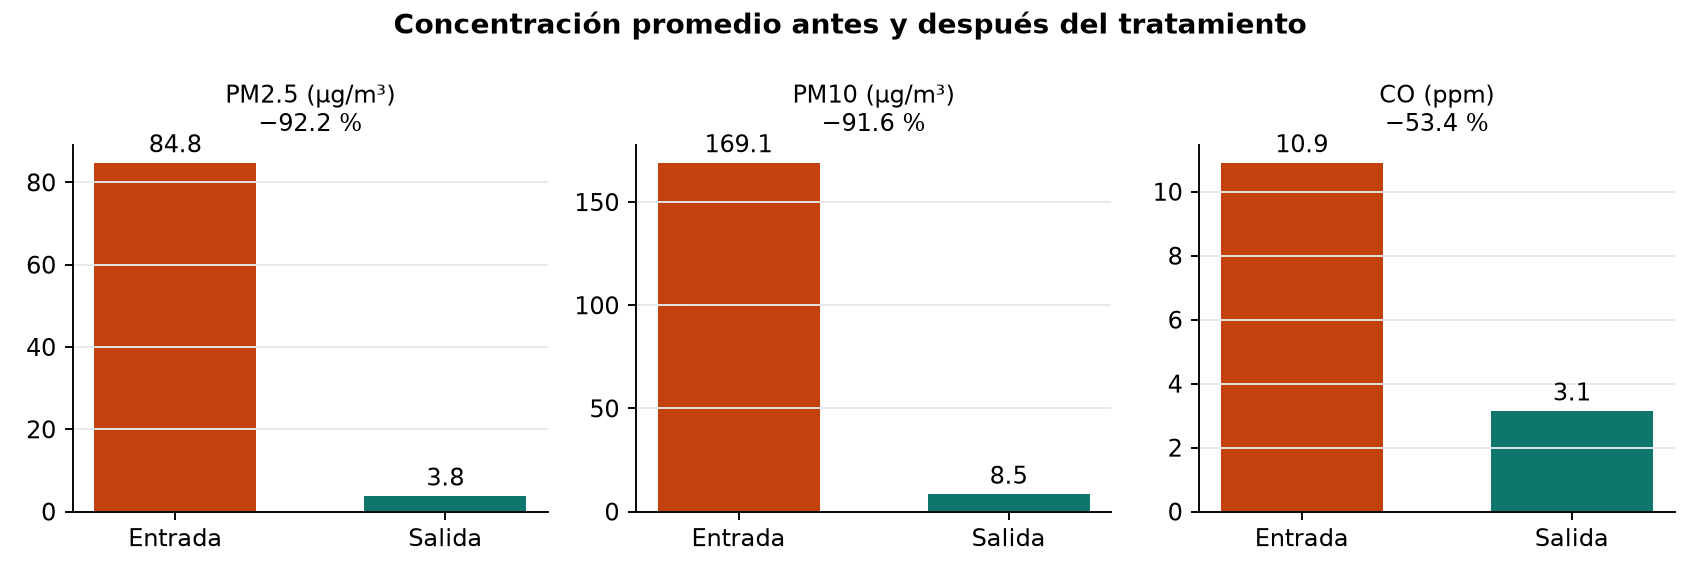 Concentración promedio antes y después del tratamiento
PM2.5 (µg/m³)
−92.2 %
84.8
80
60
40
20
0
3.8
Entrada
Salida
PM10 (µg/m³)
−91.6 %
169.1
150
100
50
0
8.5
Entrada
Salida
CO (ppm)
−53.4 %
10.9
10
8
6
4
2
0
3.1
Entrada
Salida